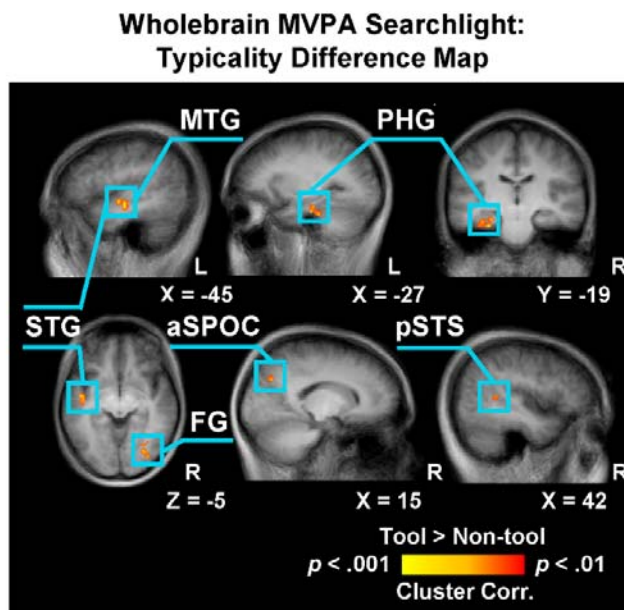 Wholebrain MVPA Searchlight:
Typicality Difference Map
MTG
PHG
L
L
R
X = -45
X = -27
Y = -19
STG
aSPOC
pSTS
FG
R
R
R
Z = -5
X = 15
X = 42
Tool > Non-tool
p < .001
p < .01
Cluster Corr.